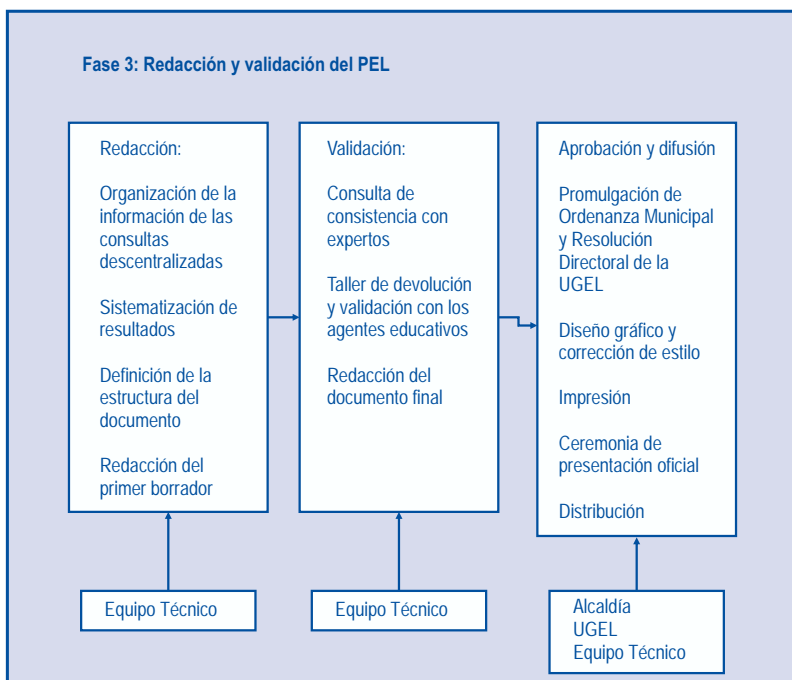 Fase 3: Redacción y validación del PEL
Redacción:
Organización de la
información de las
consultas
descentralizadas
Sistematización de
resultados
Definición de la
estructura del
documento
Redacción del
primer borrador
Validación:
Consulta de
consistencia con
expertos
Taller de devolución
y validación con los
agentes educativos
Redacción del
documento final
Aprobación y difusión
Promulgación de
Ordenanza Municipal
y Resolución
Directoral de la
UGEL
Diseño gráfico y
corrección de estilo
Impresión
Ceremonia de
presentación oficial
Distribución
Equipo Técnico
Equipo Técnico
Alcaldía
UGEL
Equipo Técnico